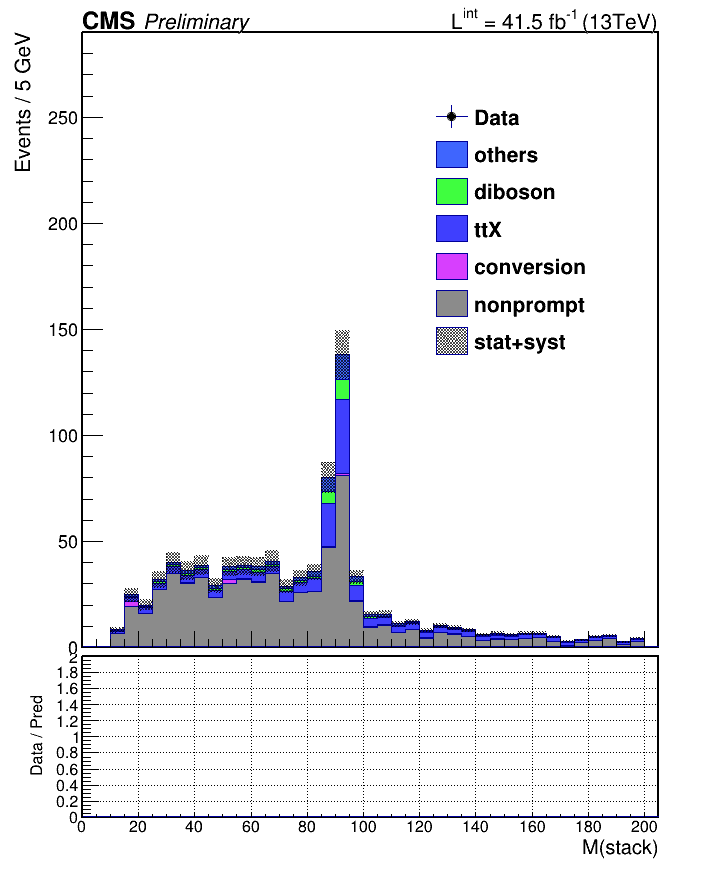 CMS Preliminary
L^int = 41.5 fb^-1 (13TeV)
Events / 5 GeV
250
200
150
100
50
0
Data
others
diboson
ttX
conversion
nonprompt
stat+syst
Data / Pred
2
1.8
1.6
1.4
1.2
1
0.8
0.6
0.4
0.2
0
0 20 40 60 80 100 120 140 160 180 200
M(stack)